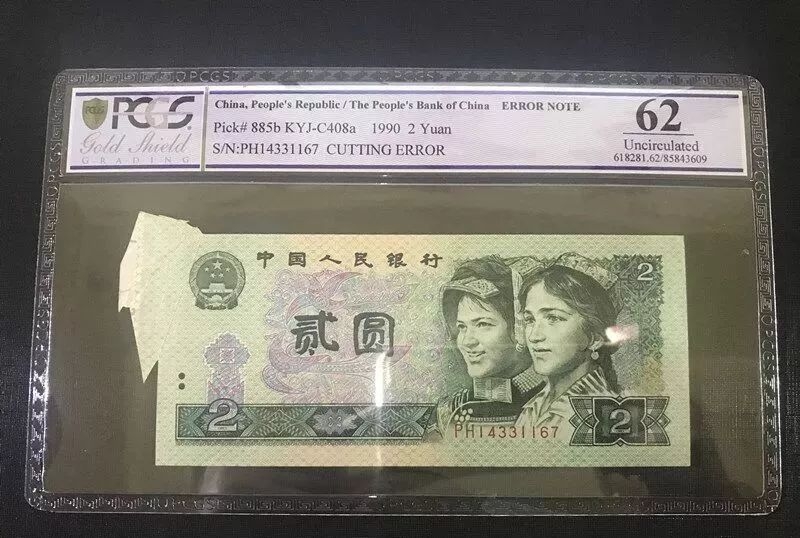 PCGS
PCGS
Gold Shield
GRADING
China, People's Republic / The People's Bank of China ERROR NOTE
Pick# 885b KYJ-C408a 1990 2 Yuan
S/N:PH14331167 CUTTING ERROR
62
Uncirculated
618281.62/85843609
中国人民银行
2
贰圆
2
2
PH14331167